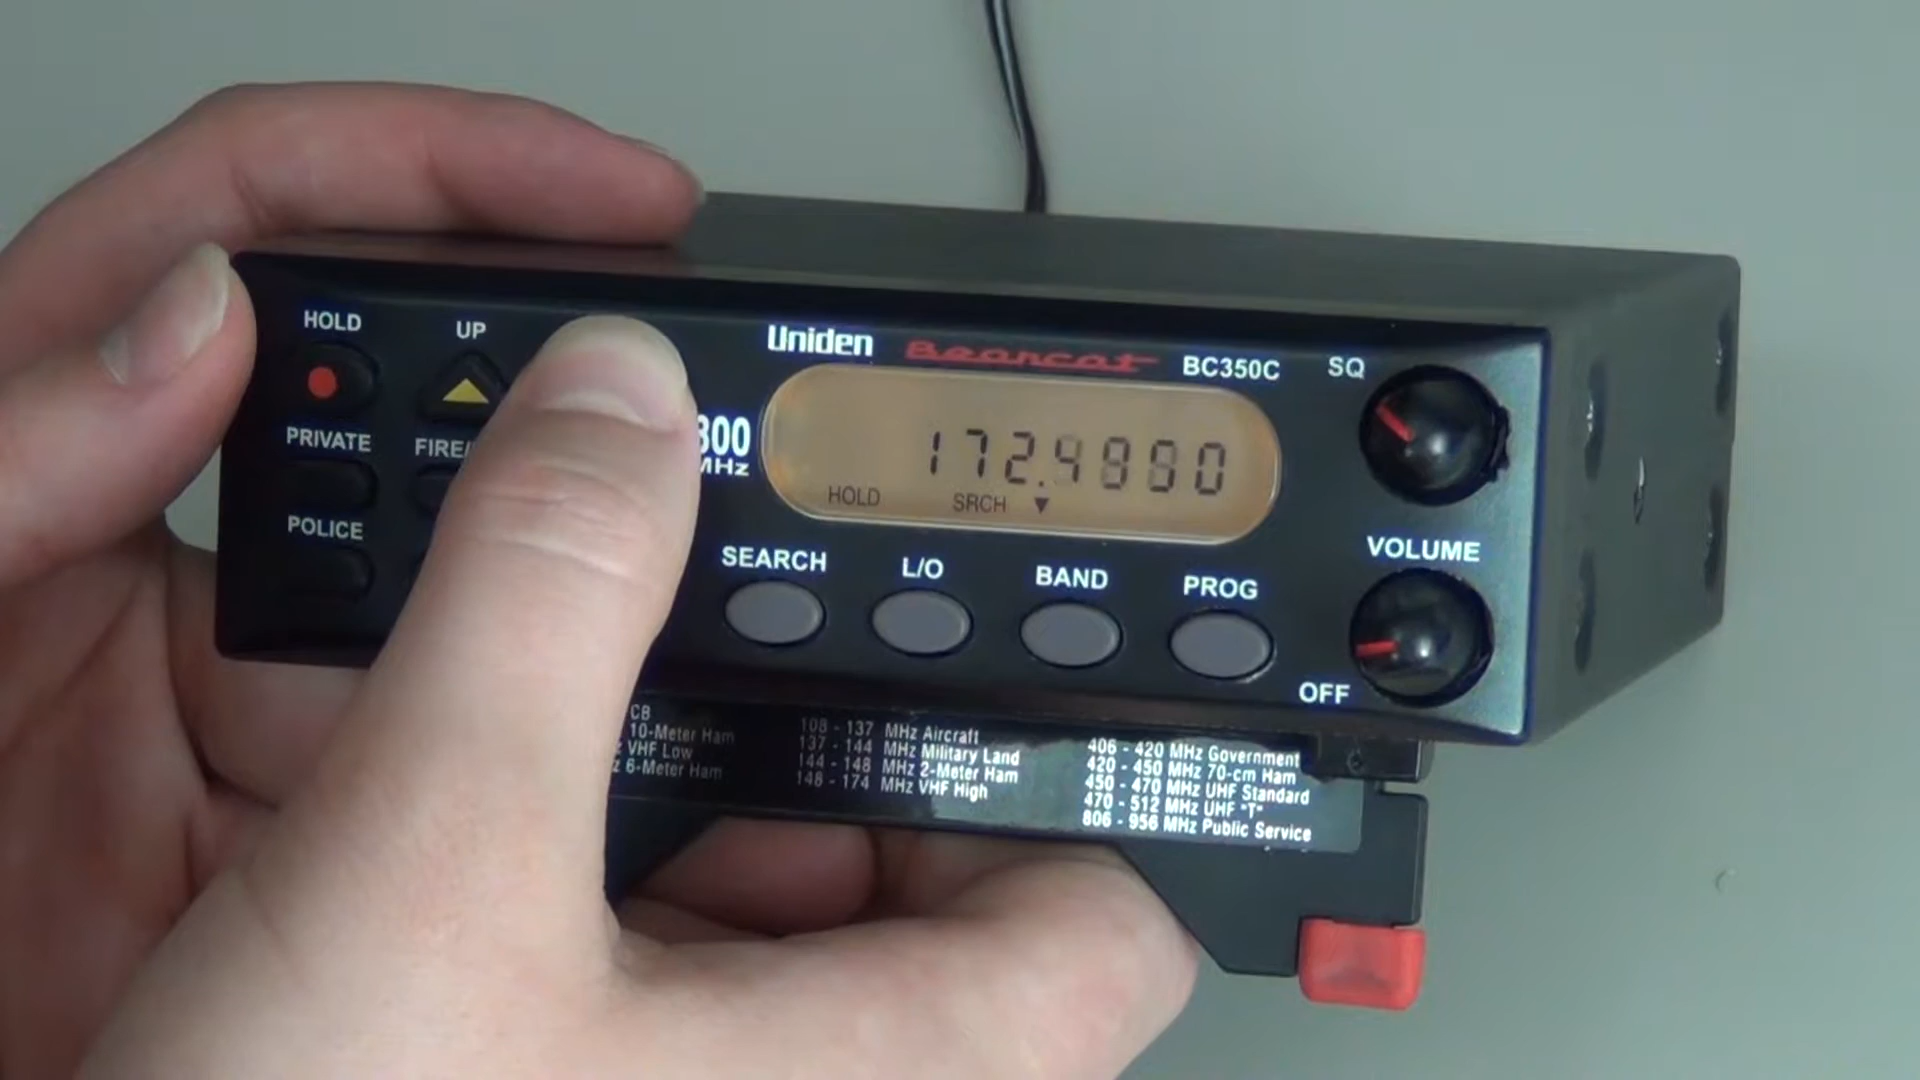 HOLD
UP
Uniden Bearcat BC350C
SQ
PRIVATE
FIRE/
800
MHz
HOLD SRCH
POLICE
VOLUME
SEARCH
L/O
BAND
PROG
OFF
CB
10-Meter Ham
VHF Low
6-Meter Ham
108 - 137 MHz Aircraft
137 - 144 MHz Military Land
144 - 148 MHz 2-Meter Ham
148 - 174 MHz VHF High
406 - 420 MHz Government
420 - 450 MHz 70-cm Ham
450 - 470 MHz UHF Standard
470 - 512 MHz UHF "T"
806 - 956 MHz Public Service